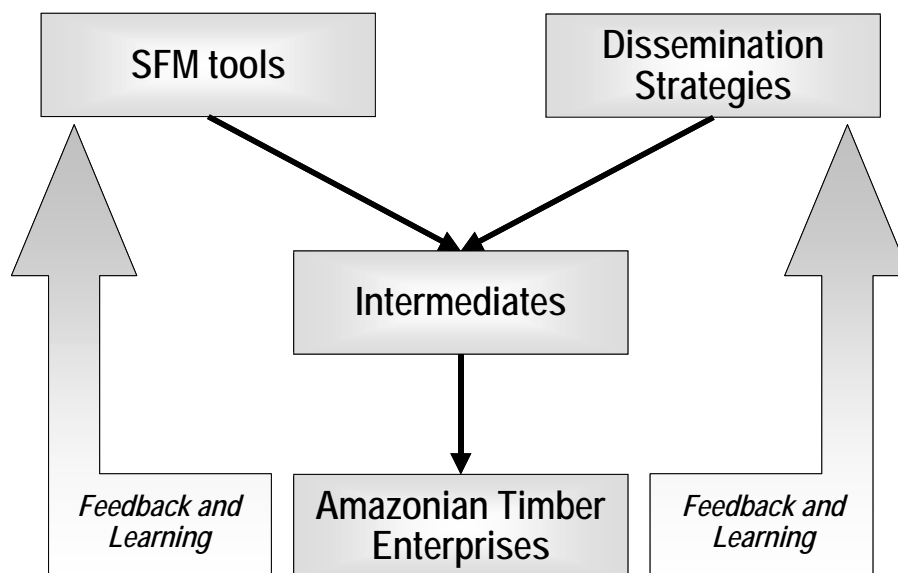 SFM tools
Dissemination
Strategies
Intermediates
Feedback and
Learning
Amazonian Timber
Enterprises
Feedback and
Learning